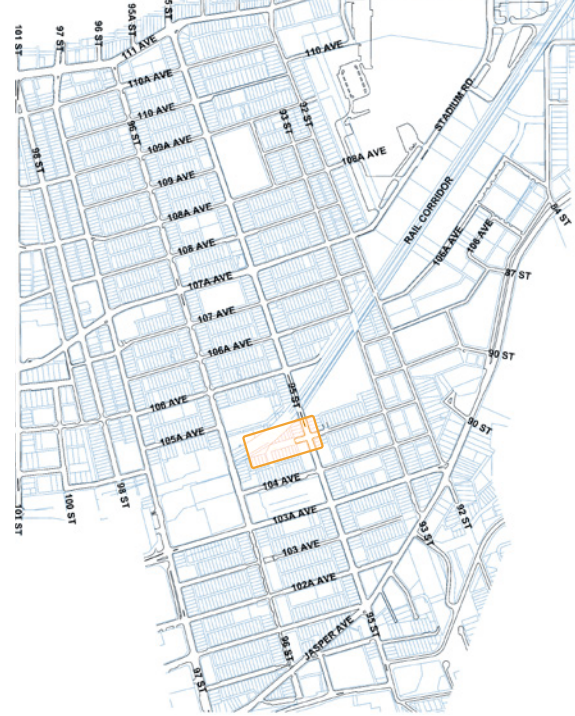 101 ST
97 ST
96 ST
95A ST
95 ST
111 AVE
110 AVE
110A AVE
STADIUM RD
110 AVE
96 ST
93 ST
92 ST
109A AVE
98 ST
108A AVE
109 AVE
84 ST
108A AVE
RAIL CORRIDOR
106A AVE
106 AVE
108 AVE
87 ST
107A AVE
107 AVE
106A AVE
90 ST
95 ST
106 AVE
90 ST
105A AVE
104 AVE
98 ST
100 ST
101 ST
103A AVE
92 ST
93 ST
103 AVE
102A AVE
95 ST
JASPER AVE
96 ST
97 ST